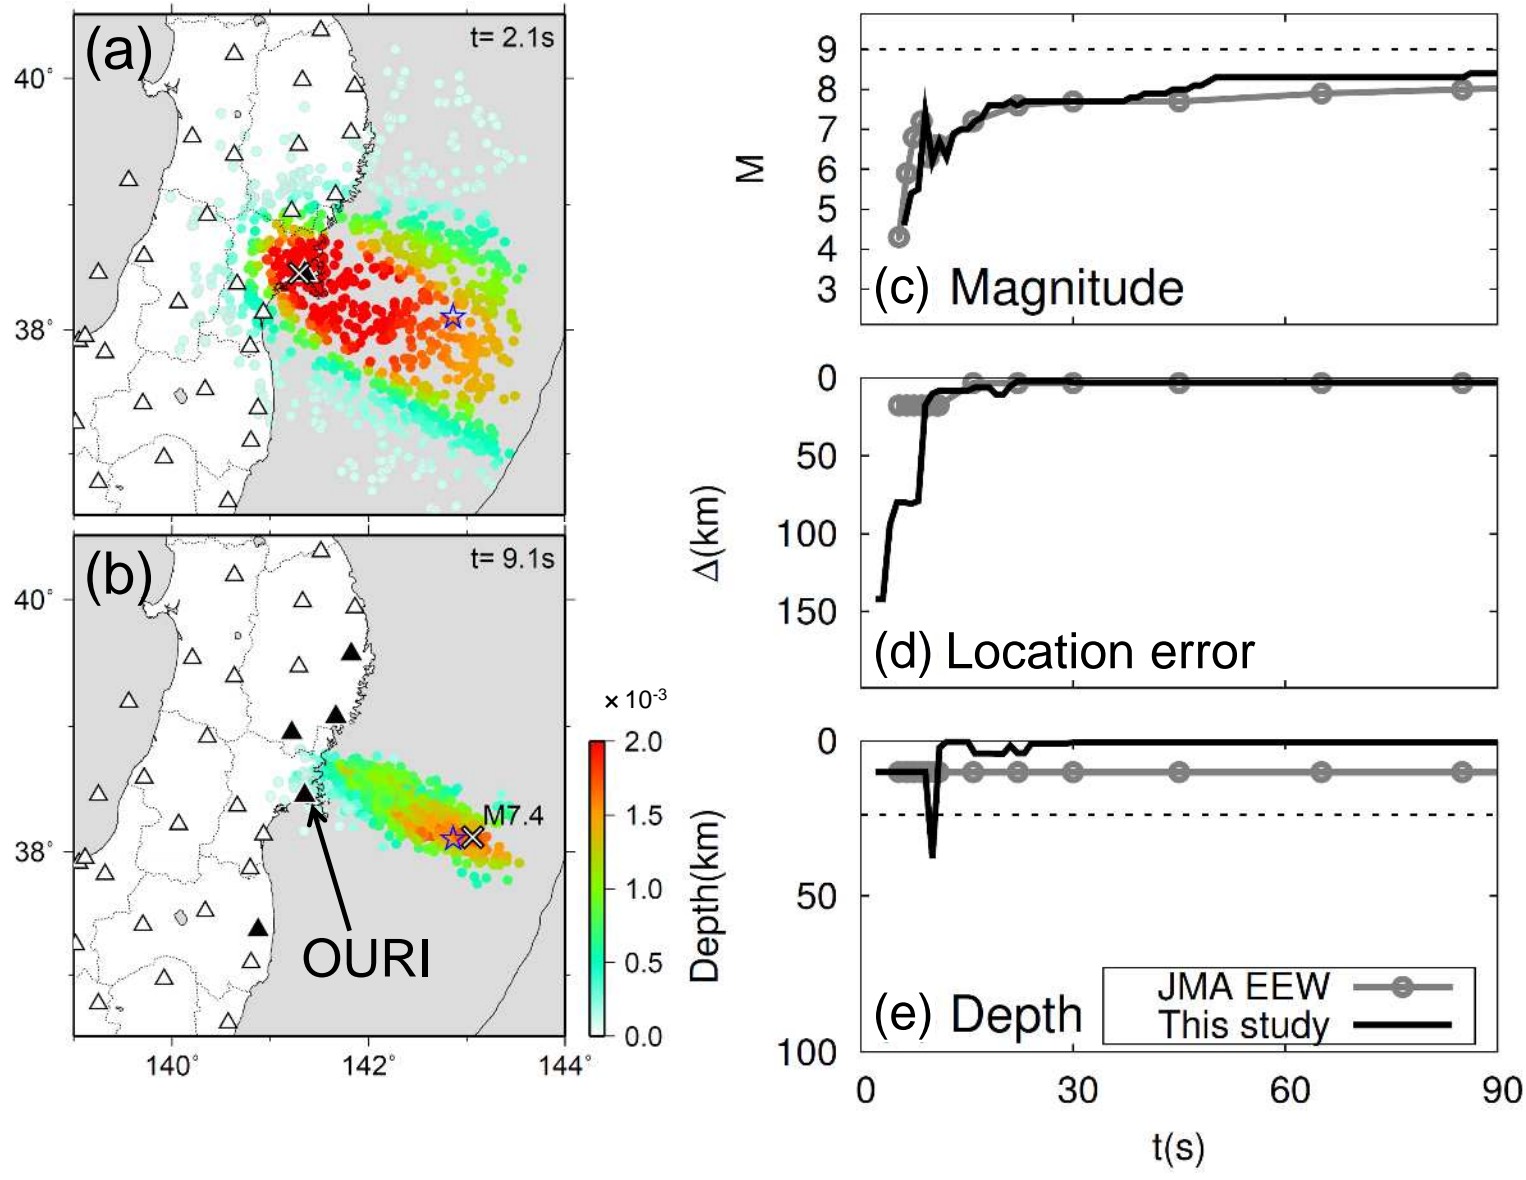 (a)
t= 2.1s
40°
38°
(b)
t= 9.1s
40°
38°
M7.4
OURI
140°
142°
144°
× 10-3
2.0
1.5
1.0
0.5
0.0
9
8
7
6
5
4
3
M
(c) Magnitude
0
50
100
150
Δ(km)
(d) Location error
0
50
100
Depth(km)
(e) Depth
JMA EEW
This study
0
30
60
90
t(s)